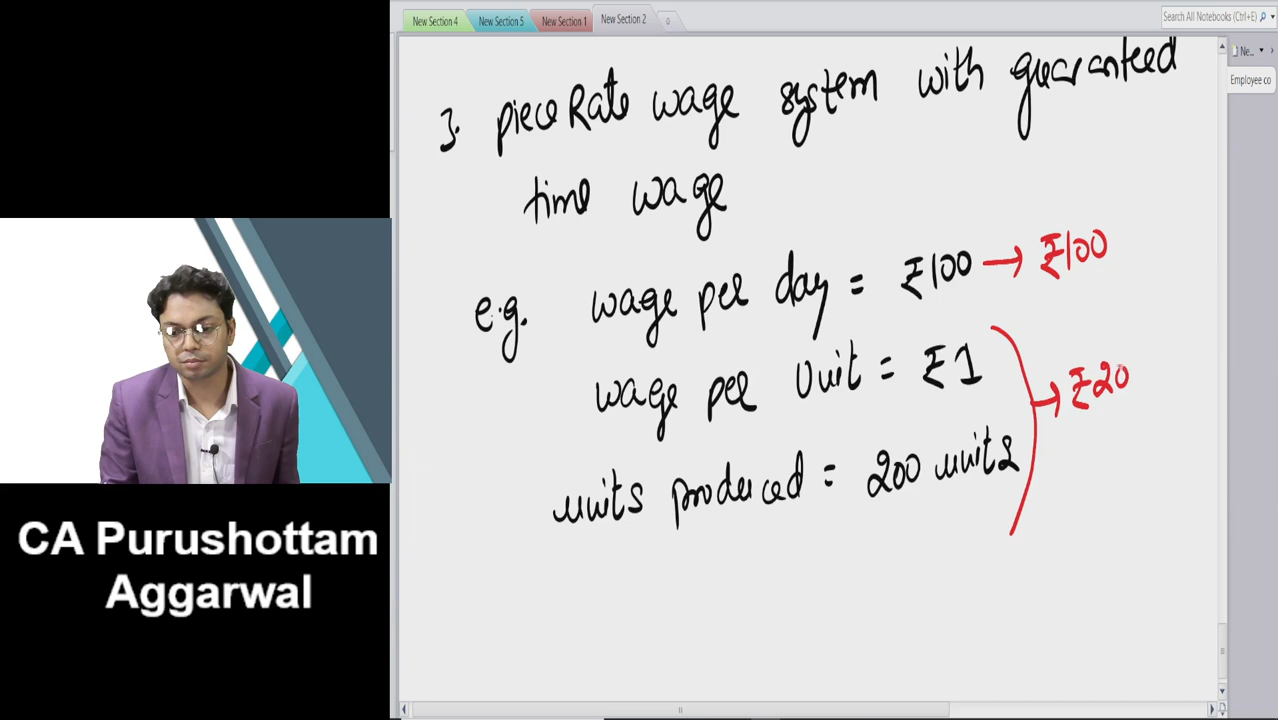 New Section 4
New Section 5
New Section 1
New Section 2
Search All Notebooks (Ctrl+E)
Ne...
Employee co
3. piece Rate wage system with guaranteed
time wage
e.g. wage per day = ₹100 → ₹100
wage per Unit = ₹1
→ ₹20
units produced = 200 units
CA Purushottam
Aggarwal